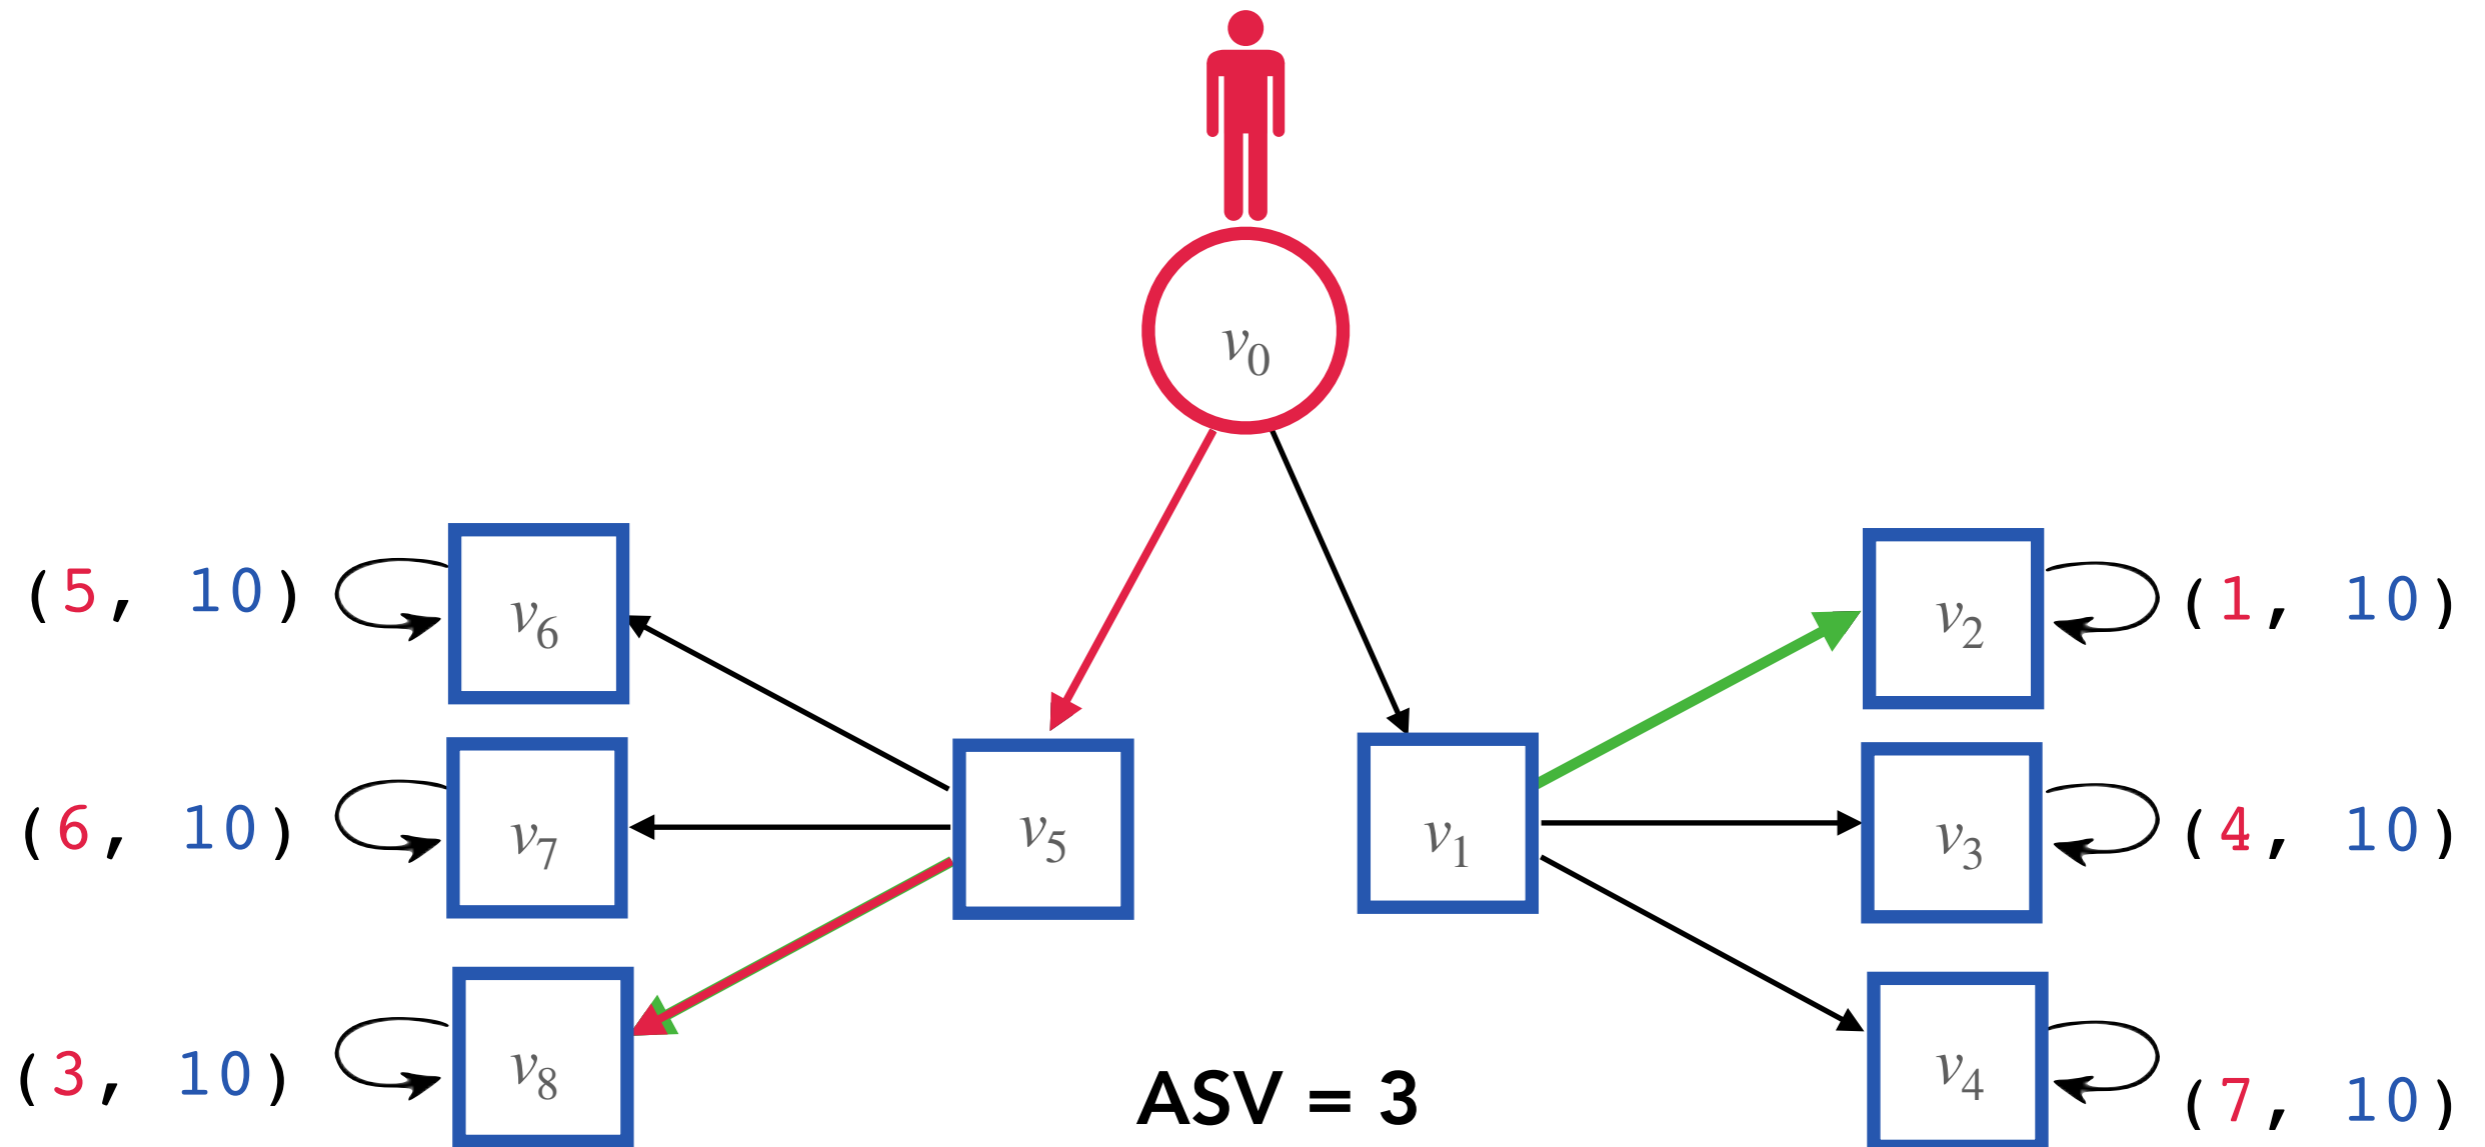 v0
(5, 10)
v6
v2
(1, 10)
(6, 10)
v7
v5
v1
v3
(4, 10)
(3, 10)
v8
ASV = 3
v4
(7, 10)